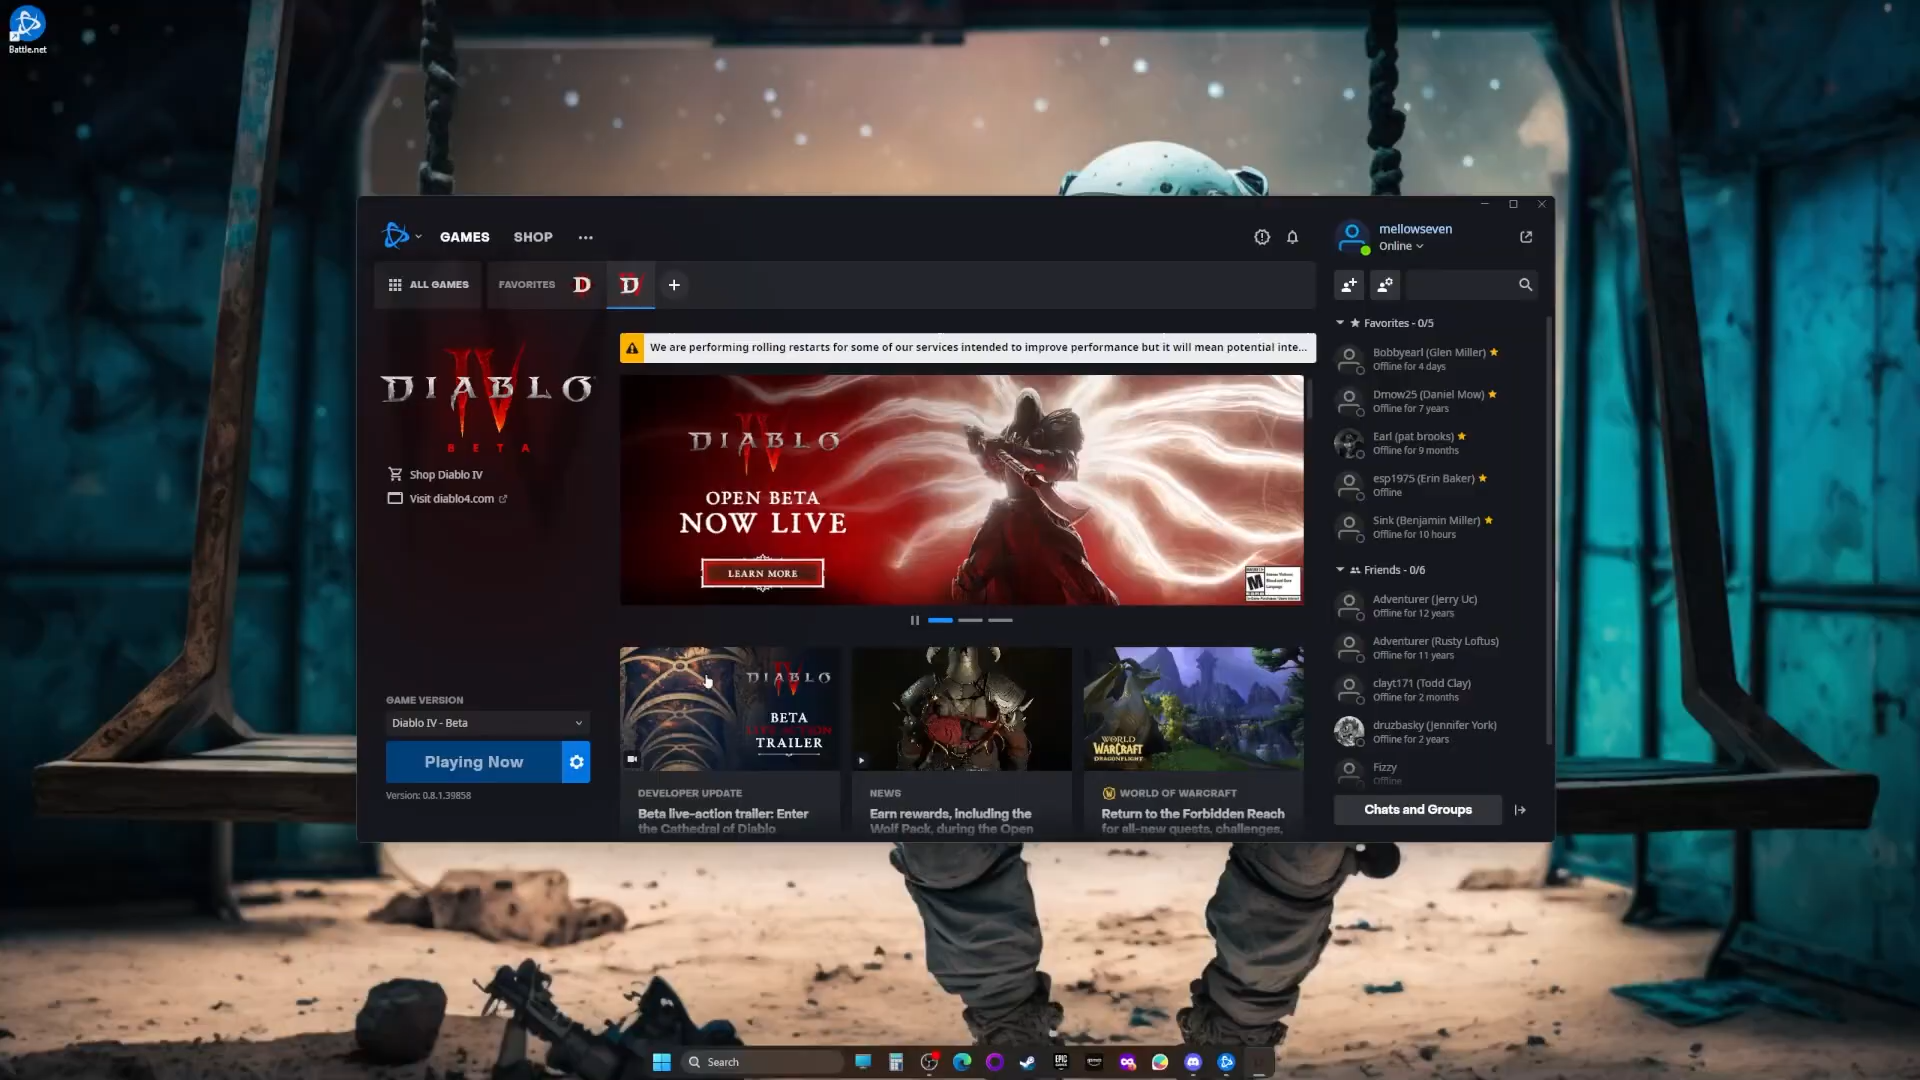 Battle.net
GAMES
SHOP
mellowseven
Online
ALL GAMES
FAVORITES
Favorites - 0/5
We are performing rolling restarts for some of our services intended to improve performance but it will mean potential inte...
DIABLO
IV
BETA
Shop Diablo IV
Visit diablo4.com
DIABLO
IV
OPEN BETA
NOW LIVE
LEARN MORE
Bobbyearl (Glen Miller)
Offline for 4 days
Dmow25 (Daniel Mow)
Offline for 7 years
Earl (pat brooks)
Offline for 9 months
esp1975 (Erin Baker)
Offline
Sink (Benjamin Miller)
Offline for 10 hours
Friends - 0/6
Adventurer (Jerry Uc)
Offline for 12 years
Adventurer (Rusty Loftus)
Offline for 11 years
clayt171 (Todd Clay)
Offline for 2 months
druzbasky (Jennifer York)
Offline for 2 years
Fizzy
Offline
Chats and Groups
GAME VERSION
Diablo IV - Beta
Playing Now
Version: 0.8.1.39858
DIABLO
IV
BETA
LIVE ACTION
TRAILER
DEVELOPER UPDATE
Beta live-action trailer: Enter
the Cathedral of Diablo
NEWS
Earn rewards, including the
Wolf Pack, during the Open
WORLD
WARCRAFT
DRAGONFLIGHT
WORLD OF WARCRAFT
Return to the Forbidden Reach
for all-new quests, challenges,
Search
EPIC